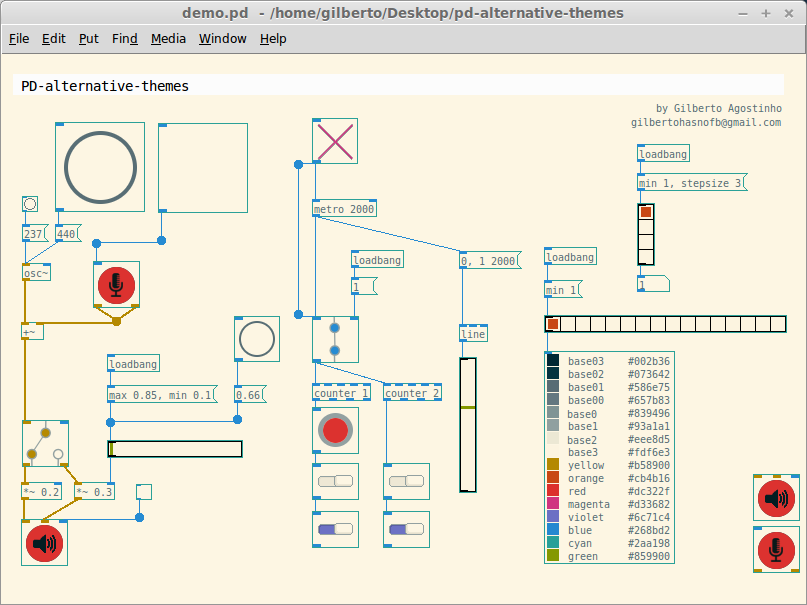 demo.pd - /home/gilberto/Desktop/pd-alternative-themes
File Edit Put Find Media Window Help
PD-alternative-themes
by Gilberto Agostinho
gilbertohasnofb@gmail.com
loadbang
min 1, stepsize 3
1
237
440
osc~
+~
metro 2000
loadbang
1
0, 1 2000
line
loadbang
min 1
loadbang
max 0.85, min 0.1
0.66
counter 1
counter 2
*~ 0.2
*~ 0.3
base03 #002b36
base02 #073642
base01 #586e75
base00 #657b83
base0 #839496
base1 #93a1a1
base2 #eee8d5
base3 #fdf6e3
yellow #b58900
orange #cb4b16
red #dc322f
magenta #d33682
violet #6c71c4
blue #268bd2
cyan #2aa198
green #859900